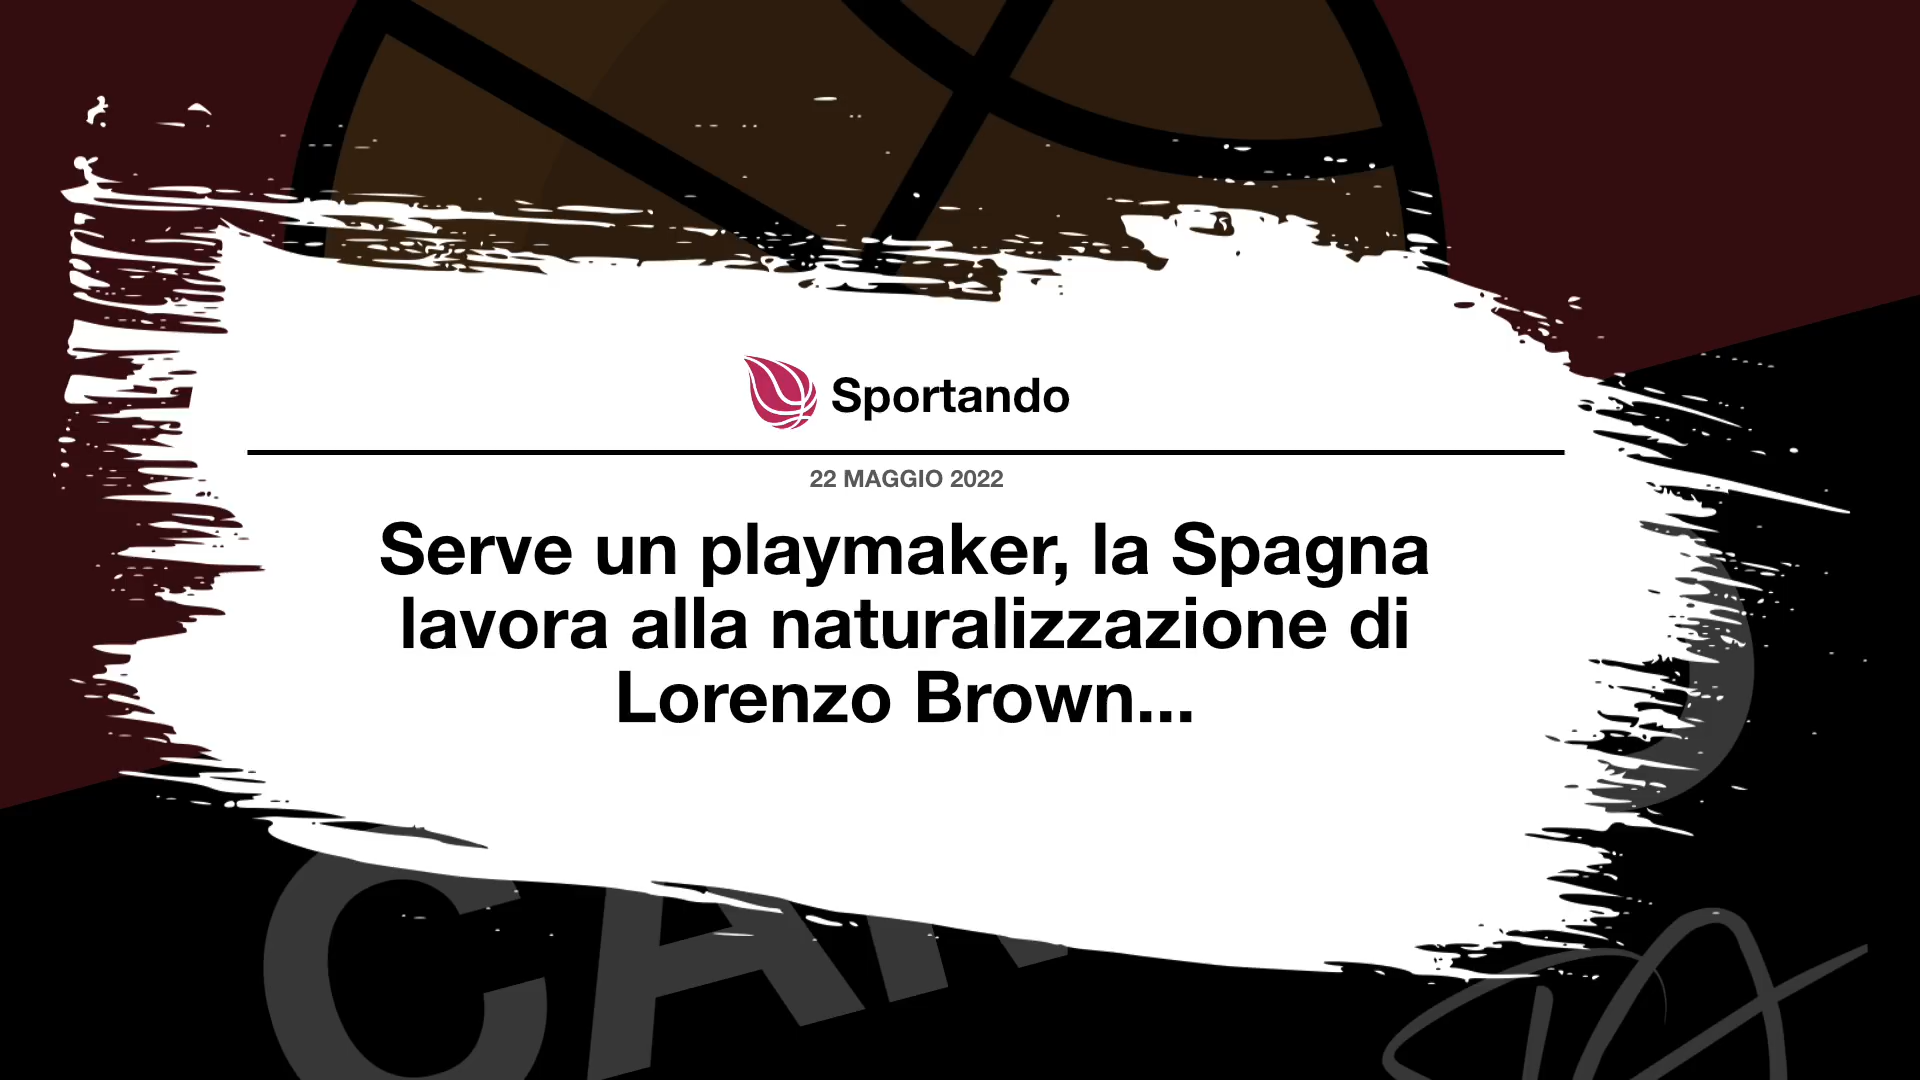 Sportando
22 MAGGIO 2022
Serve un playmaker, la Spagna
lavora alla naturalizzazione di
Lorenzo Brown...